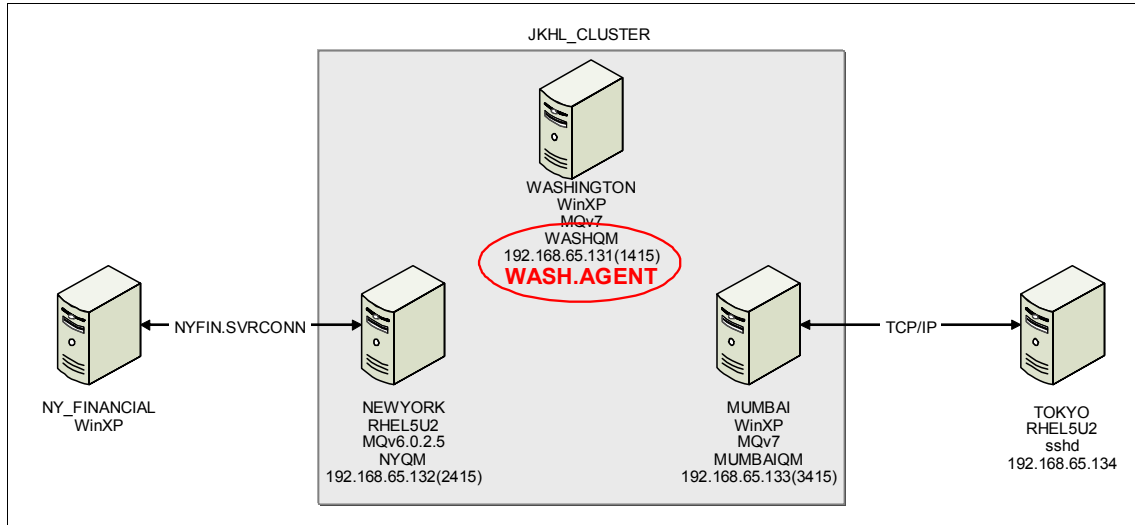 JKHL_CLUSTER
WASHINGTON
WinXP
MQv7
WASHQM
192.168.65.131(1415)
WASH.AGENT
NYFIN.SVRCONN
TCP/IP
NY_FINANCIAL
WinXP
NEWYORK
RHEL5U2
MQv6.0.2.5
NYQM
192.168.65.132(2415)
MUMBAI
WinXP
MQv7
MUMBAIQM
192.168.65.133(3415)
TOKYO
RHEL5U2
sshd
192.168.65.134